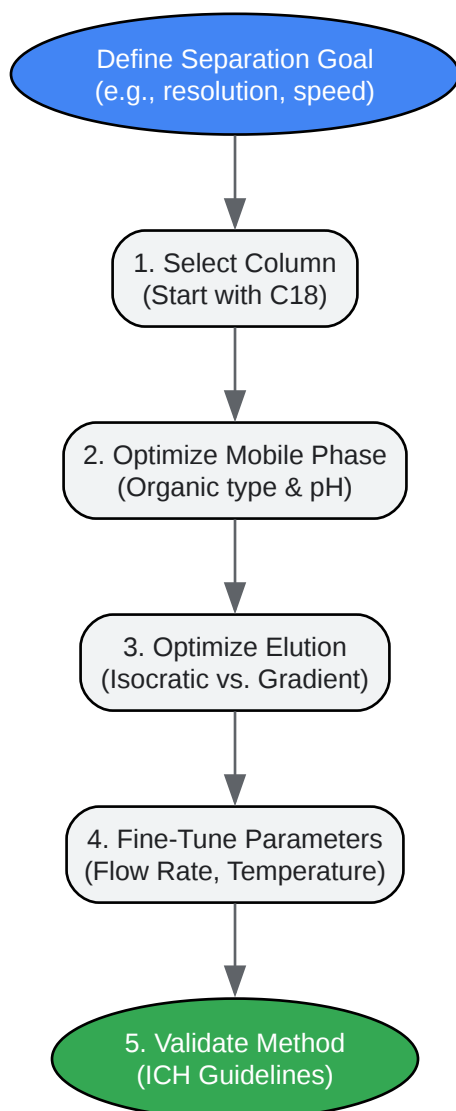 Define Separation Goal
(e.g., resolution, speed)
1. Select Column
(Start with C18)
2. Optimize Mobile Phase
(Organic type & pH)
3. Optimize Elution
(Isocratic vs. Gradient)
4. Fine-Tune Parameters
(Flow Rate, Temperature)
5. Validate Method
(ICH Guidelines)